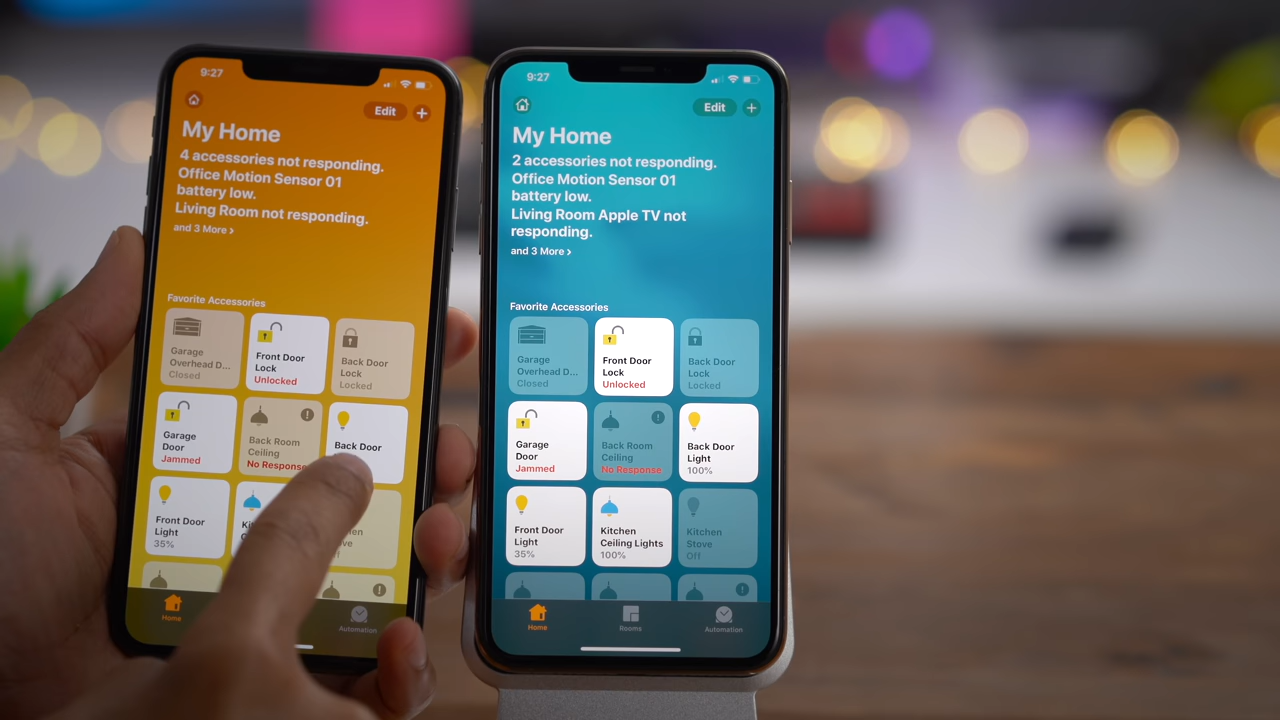 9:27
Edit
My Home
4 accessories not responding.
Office Motion Sensor 01
battery low.
Living Room not responding.
and 3 More >
Favorite Accessories
Garage
Overhead D...
Closed
Front Door
Lock
Unlocked
Back Door
Lock
Locked
Garage
Door
Jammed
Back Room
Ceiling
No Response
Back Door
Front Door
Light
35%
Home
Automation
9:27
Edit
My Home
2 accessories not responding.
Office Motion Sensor 01
battery low.
Living Room Apple TV not
responding.
and 3 More >
Favorite Accessories
Garage
Overhead D...
Closed
Front Door
Lock
Unlocked
Back Door
Lock
Locked
Garage
Door
Jammed
Back Room
Ceiling
No Response
Back Door
Light
100%
Front Door
Light
35%
Kitchen
Ceiling Lights
100%
Kitchen
Stove
Off
Home
Rooms
Automation